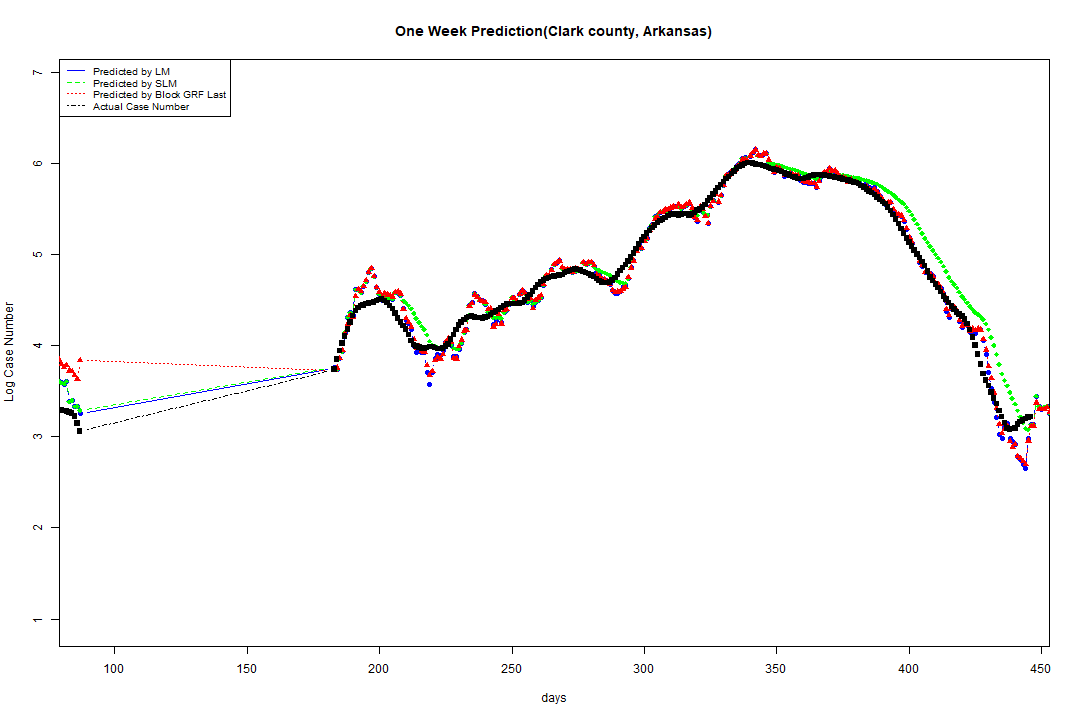 One Week Prediction(Clark county, Arkansas)
Predicted by LM
Predicted by SLM
Predicted by Block GRF Last
Actual Case Number
Log Case Number
7
6
5
4
3
2
1
100 150 200 250 300 350 400 450
days